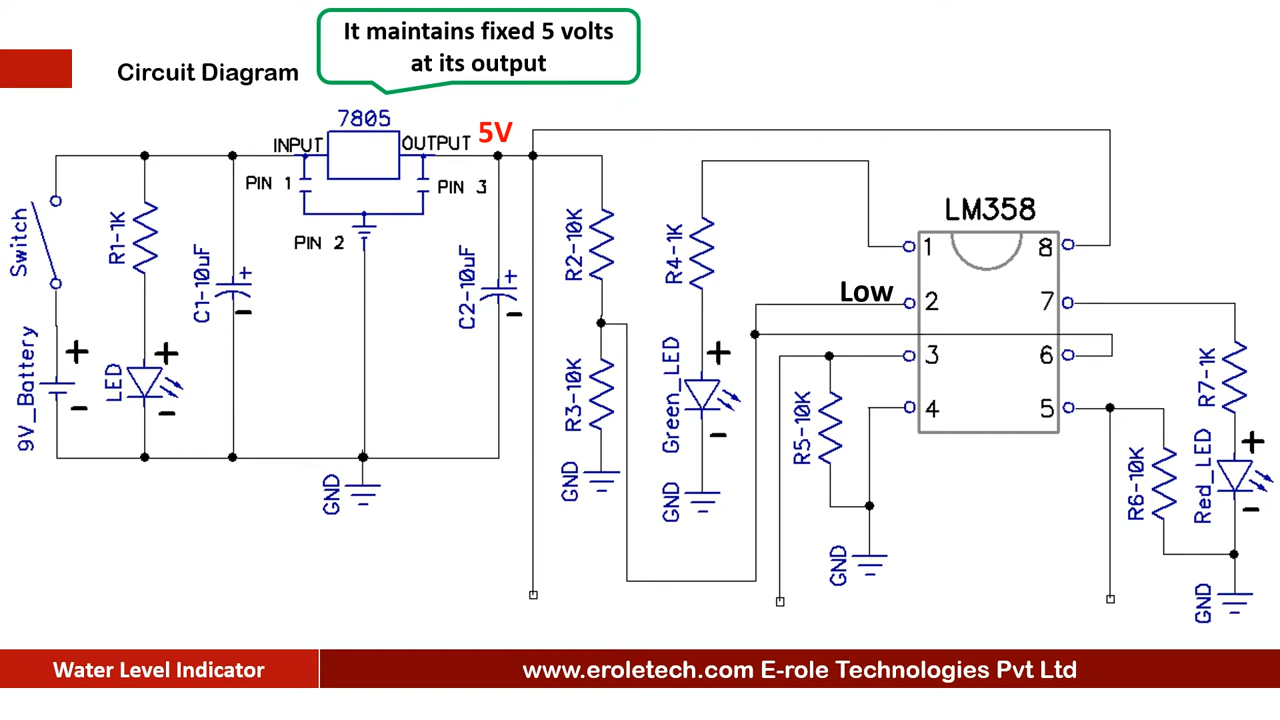 It maintains fixed 5 volts
at its output
Circuit Diagram
7805
INPUT
OUTPUT
5V
PIN 1
PIN 3
PIN 2
Switch
R1-1K
C1-10uF
+
-
9V_Battery
+
-
LED
+
-
GND
C2-10uF
+
-
R2-10K
R3-10K
GND
R4-1K
Green_LED
+
-
GND
Low
LM358
1
8
2
7
3
6
4
5
R5-10K
GND
R6-10K
R7-1K
Red_LED
+
-
GND
Water Level Indicator
www.eroletech.com E-role Technologies Pvt Ltd